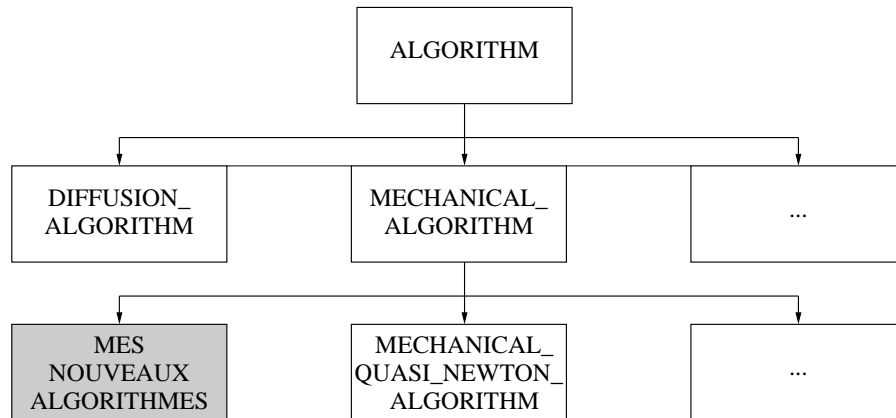 ALGORITHM
DIFFUSION_
ALGORITHM
MECHANICAL_
ALGORITHM
...
MES
NOUVEAUX
ALGORITHMES
MECHANICAL_
QUASI_NEWTON_
ALGORITHM
...